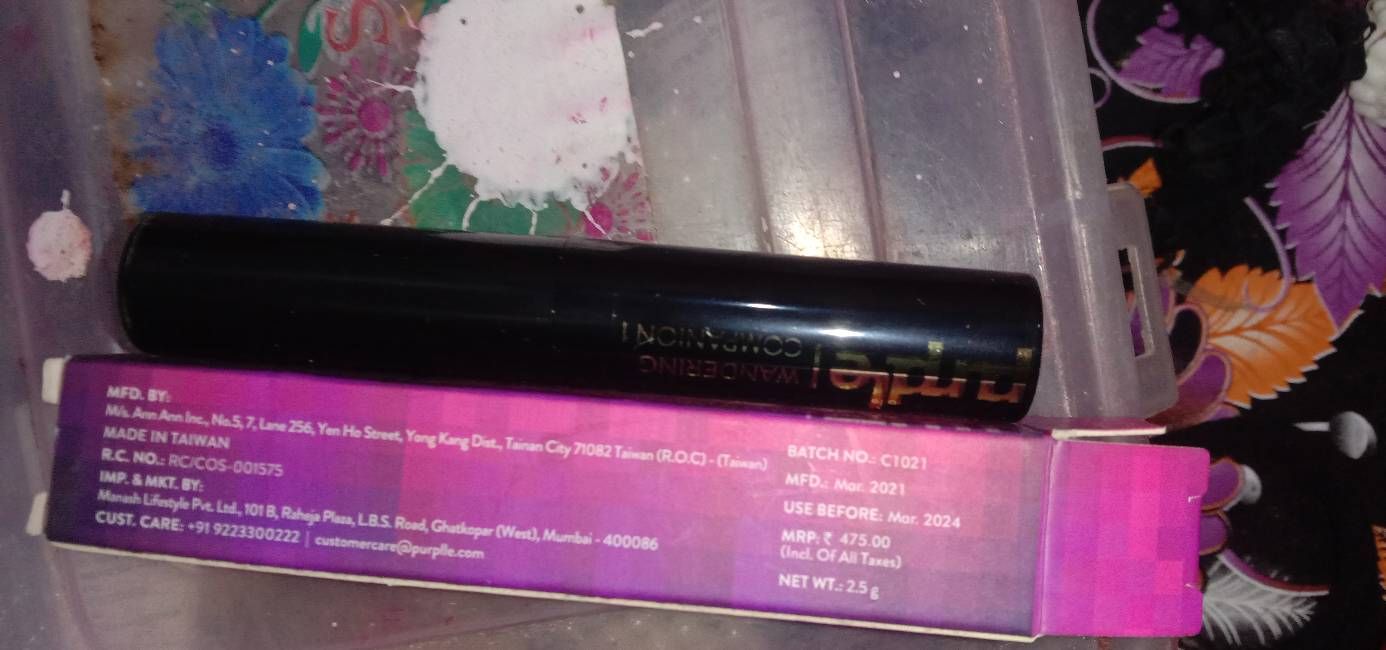 S
purplle
WANDERING
COMPANION!
MFD. BY:
M/s. Ann Ann Inc., No.5, 7, Lane 256, Yen Ho Street, Yong Kang Dist., Tainan City 71082 Taiwan (R.O.C) - (Taiwan)
MADE IN TAIWAN
R.C. NO.: RC/COS-001575
IMP. & MKT. BY:
Manash Lifestyle Pvt. Ltd., 101 B, Raheja Plaza, L.B.S. Road, Ghatkopar (West), Mumbai - 400086
CUST. CARE: +91 9223300222 | customercare@purplle.com
BATCH NO.: C1021
MFD.: Mar. 2021
USE BEFORE: Mar. 2024
MRP: ₹ 475.00
(Incl. Of All Taxes)
NET WT.: 2.5 g